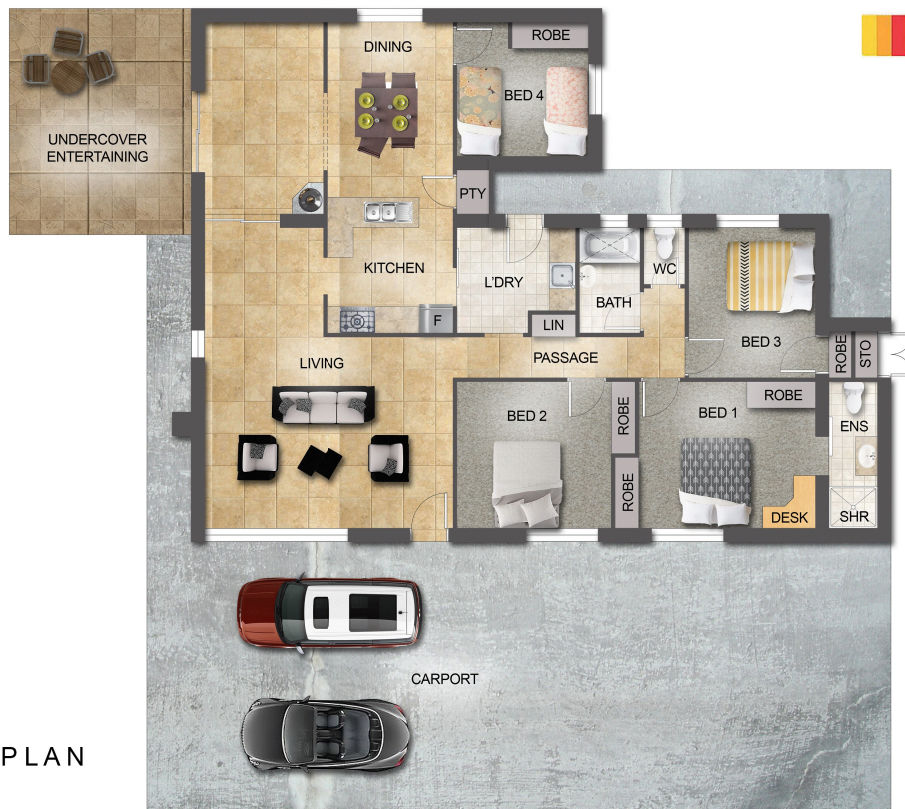 DINING
ROBE
BED 4
UNDERCOVER
ENTERTAINING
PTY
KITCHEN
L'DRY
WC
BATH
F
LIN
BED 3
ROBE
STO
LIVING
PASSAGE
ROBE
BED 2
ROBE
BED 1
ENS
ROBE
DESK
SHR
CARPORT
PLAN